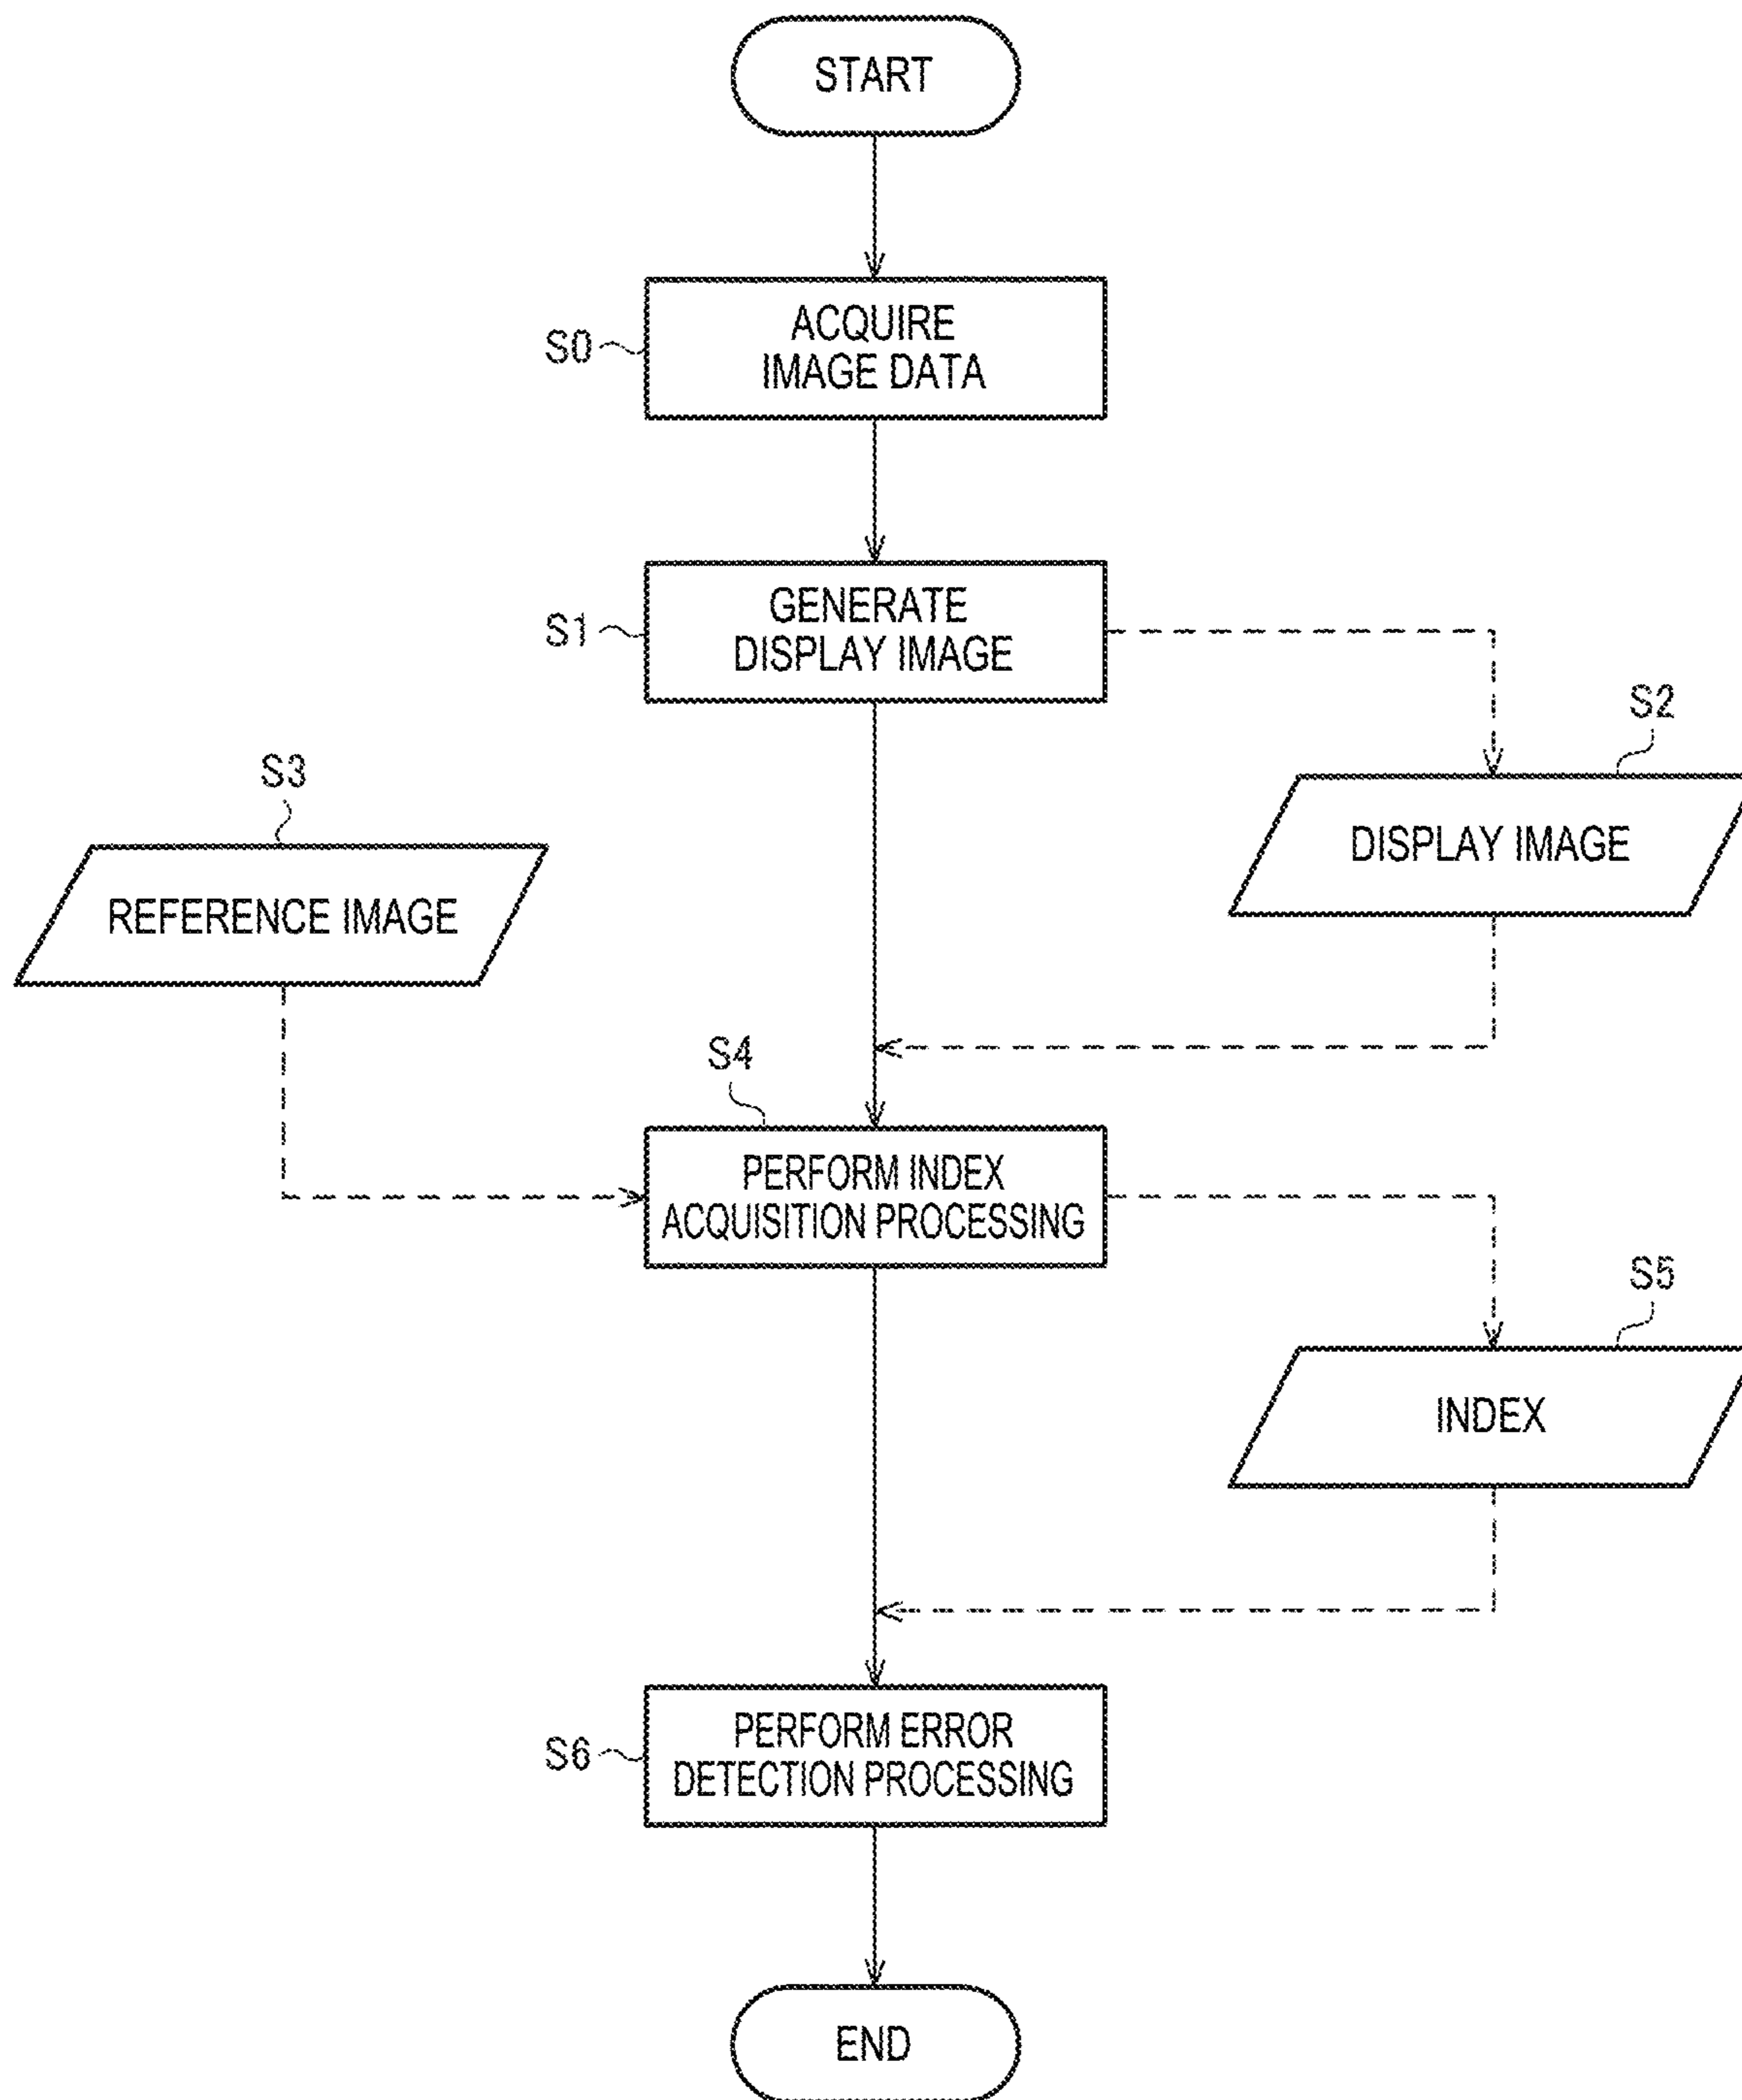 START
S0
ACQUIRE
IMAGE DATA
S1
GENERATE
DISPLAY IMAGE
S2
DISPLAY IMAGE
S3
REFERENCE IMAGE
S4
PERFORM INDEX
ACQUISITION PROCESSING
S5
INDEX
S6
PERFORM ERROR
DETECTION PROCESSING
END